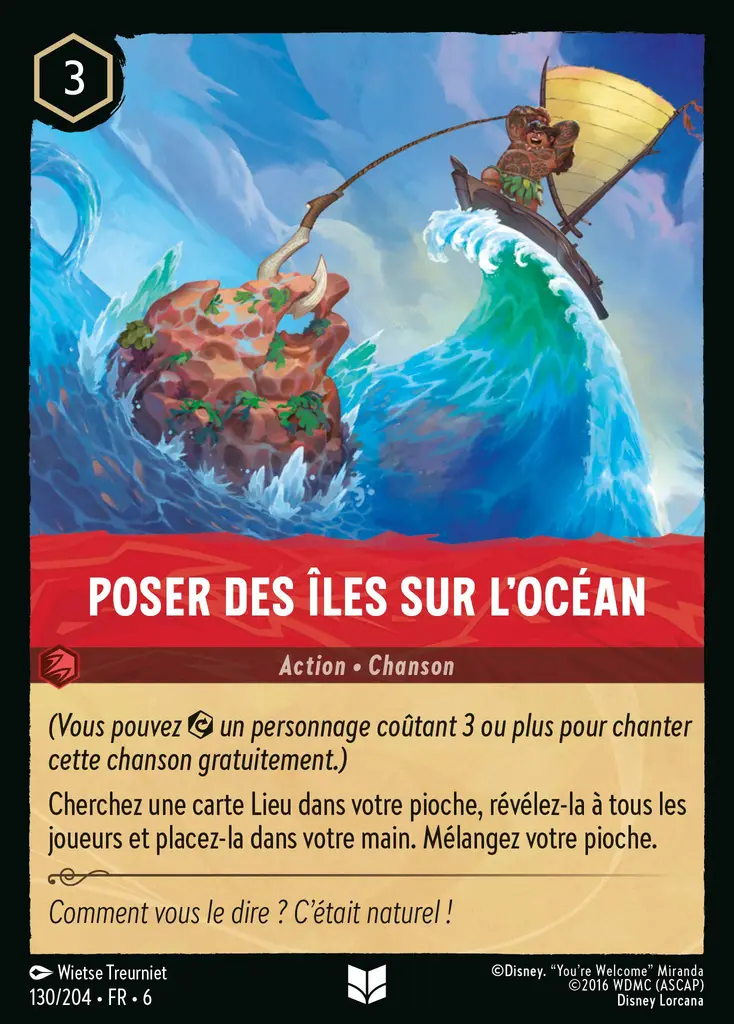 3
POSER DES ÎLES SUR L'OCÉAN
Action • Chanson
(Vous pouvez un personnage coûtant 3 ou plus pour chanter
cette chanson gratuitement.)
Cherchez une carte Lieu dans votre pioche, révélez-la à tous les
joueurs et placez-la dans votre main. Mélangez votre pioche.
Comment vous le dire ? C'était naturel !
Wietse Treurniet
130/204 • FR • 6
©Disney. "You're Welcome" Miranda
©2016 WDMC (ASCAP)
Disney Lorcana